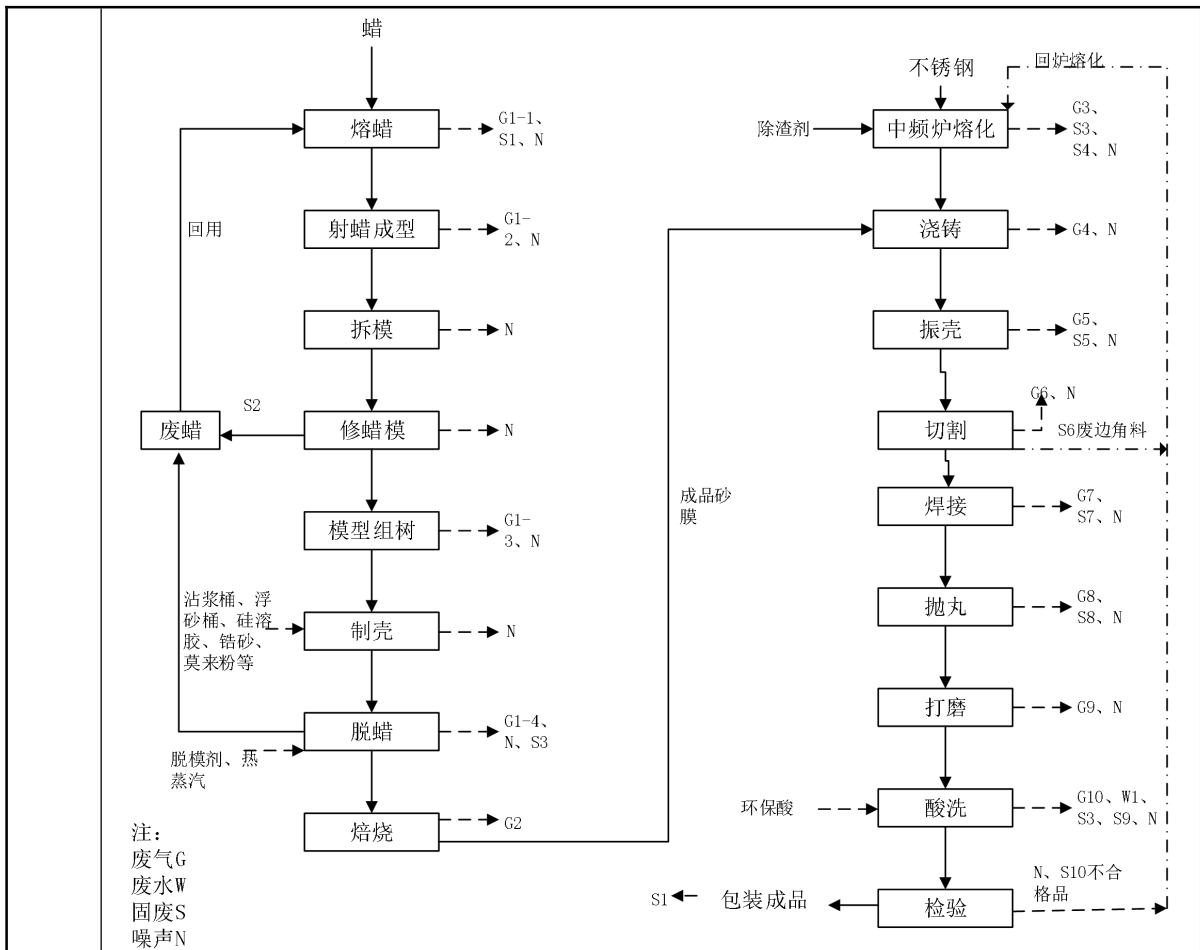 蜡
熔蜡
G1-1、
S1、N
射蜡成型
G1-
2、N
回用
拆模
N
S2
废蜡
修蜡模
N
模型组树
G1-
3、N
沾浆桶、浮
砂桶、硅溶
胶、锆砂、
莫来粉等
制壳
N
脱蜡
G1-4、
N、S3
脱模剂、热
蒸汽
焙烧
G2
注：
废气G
废水W
固废S
噪声N
成品砂
膜
不锈钢
回炉熔化
除渣剂
中频炉熔化
G3、
S3、
S4、N
浇铸
G4、N
振壳
G5、
S5、N
G6、N
切割
S6废边角料
焊接
G7、
S7、N
抛丸
G8、
S8、N
打磨
G9、N
环保酸
酸洗
G10、W1、
S3、S9、N
N、S10不合
格品
检验
包装成品
S1